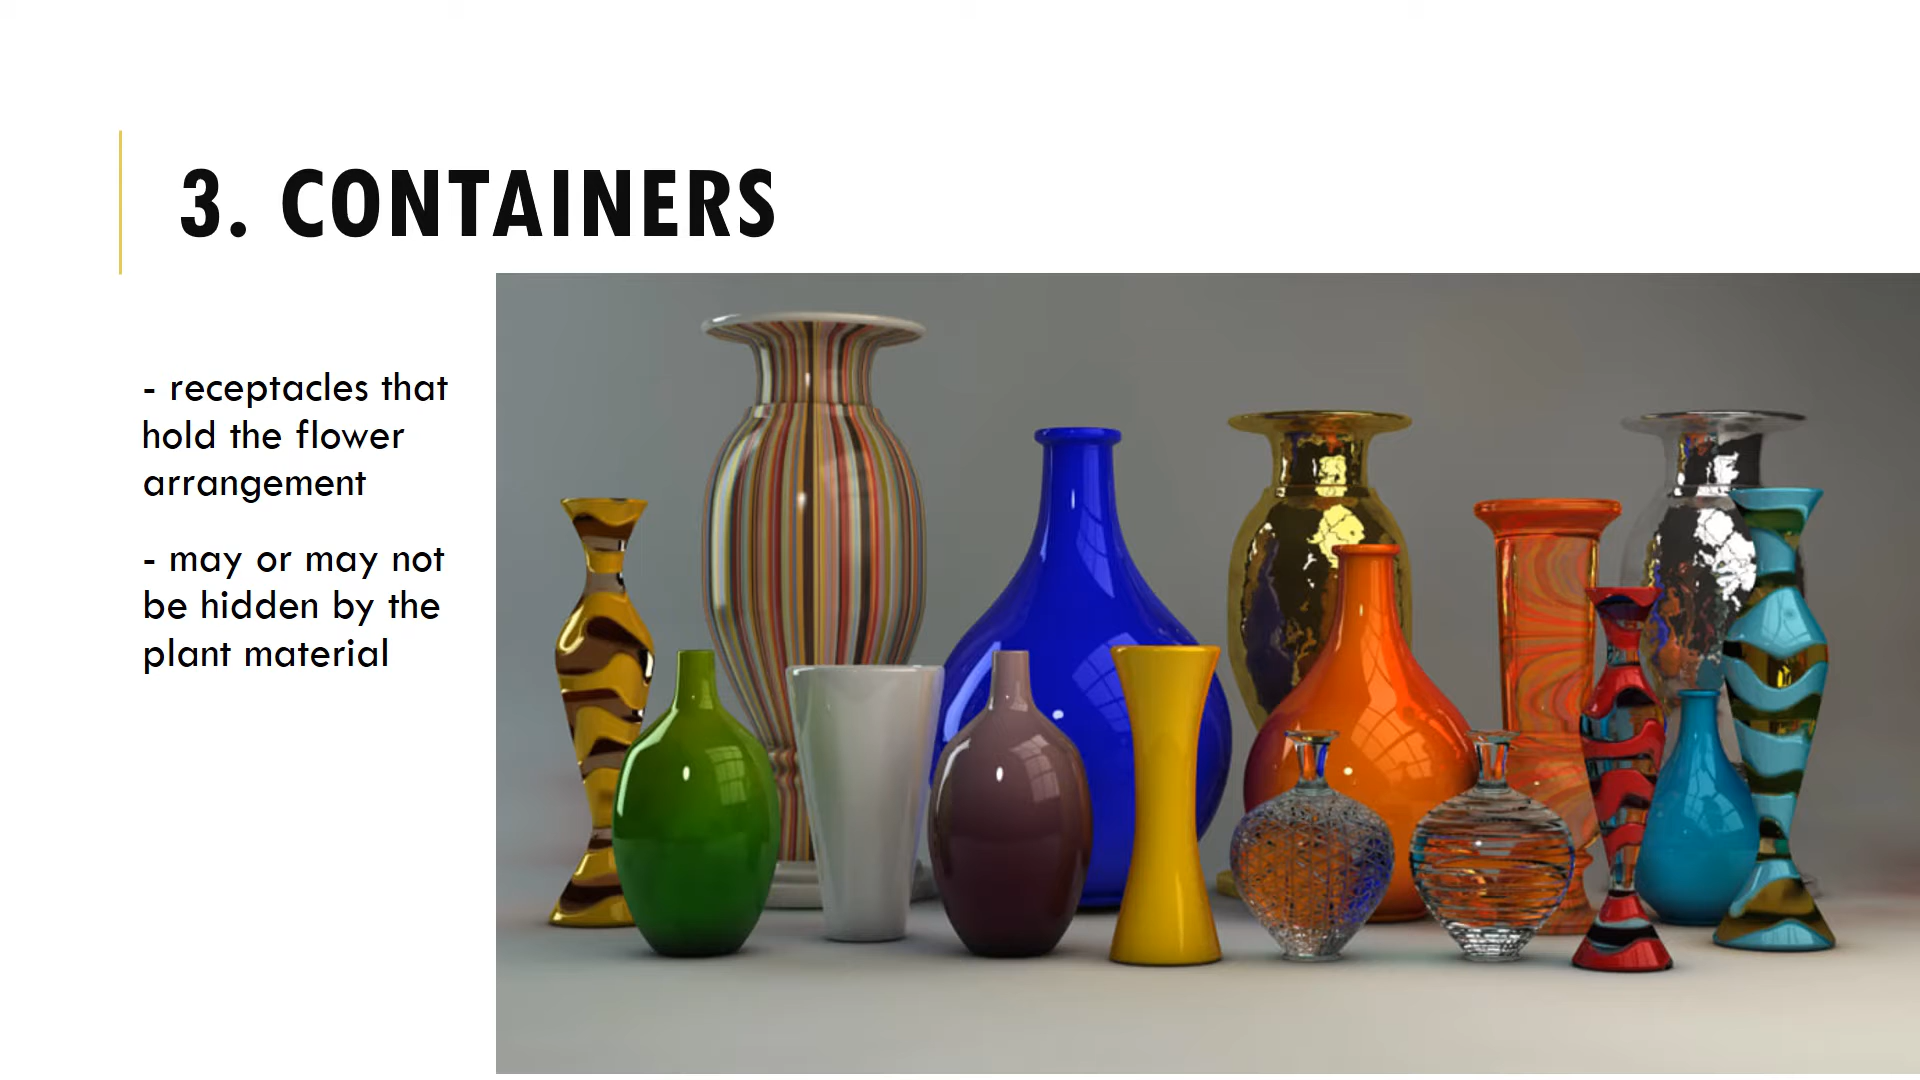 3. CONTAINERS
- receptacles that
hold the flower
arrangement
- may or may not
be hidden by the
plant material